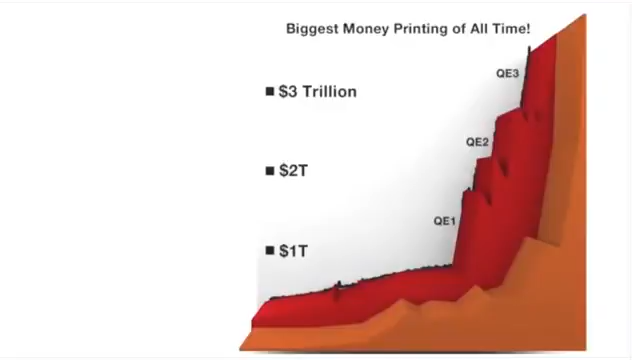 Biggest Money Printing of All Time!
QE3
$3 Trillion
QE2
$2T
QE1
$1T